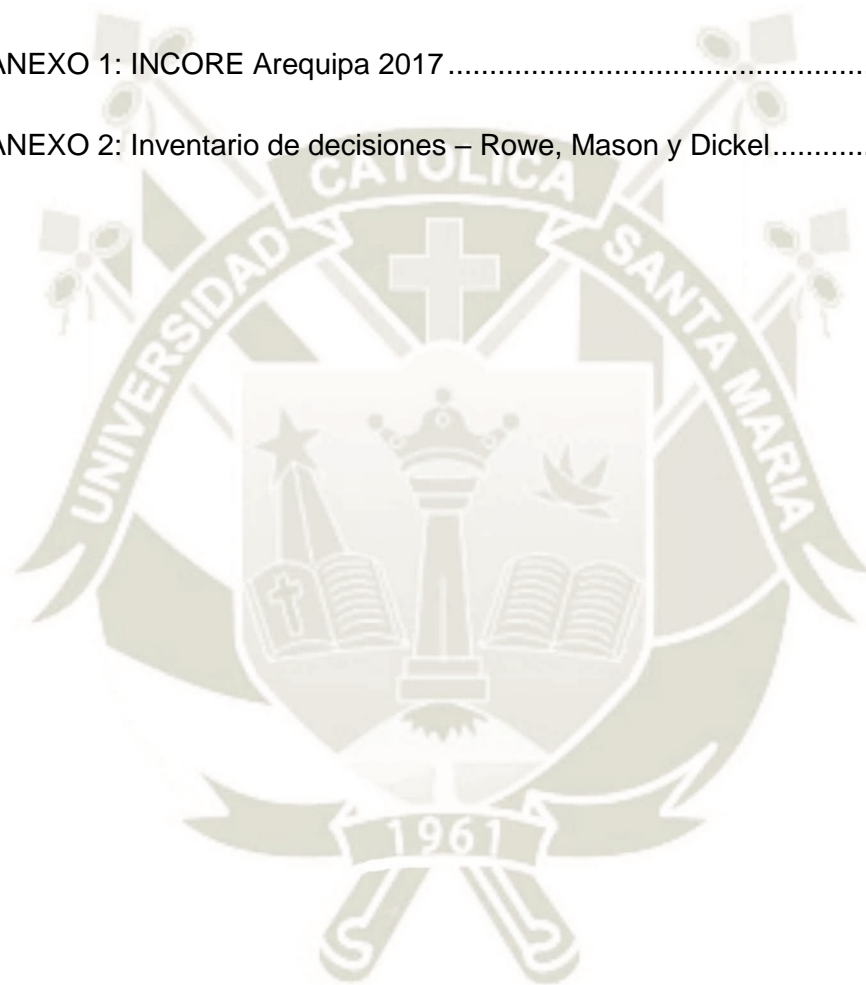 ANEXO 1: INCORE Arequipa 2017 ..................................................
ANEXO 2: Inventario de decisiones – Rowe, Mason y Dickel ............
UNIVERSIDAD CATOLICA SANTA MARIA
1961